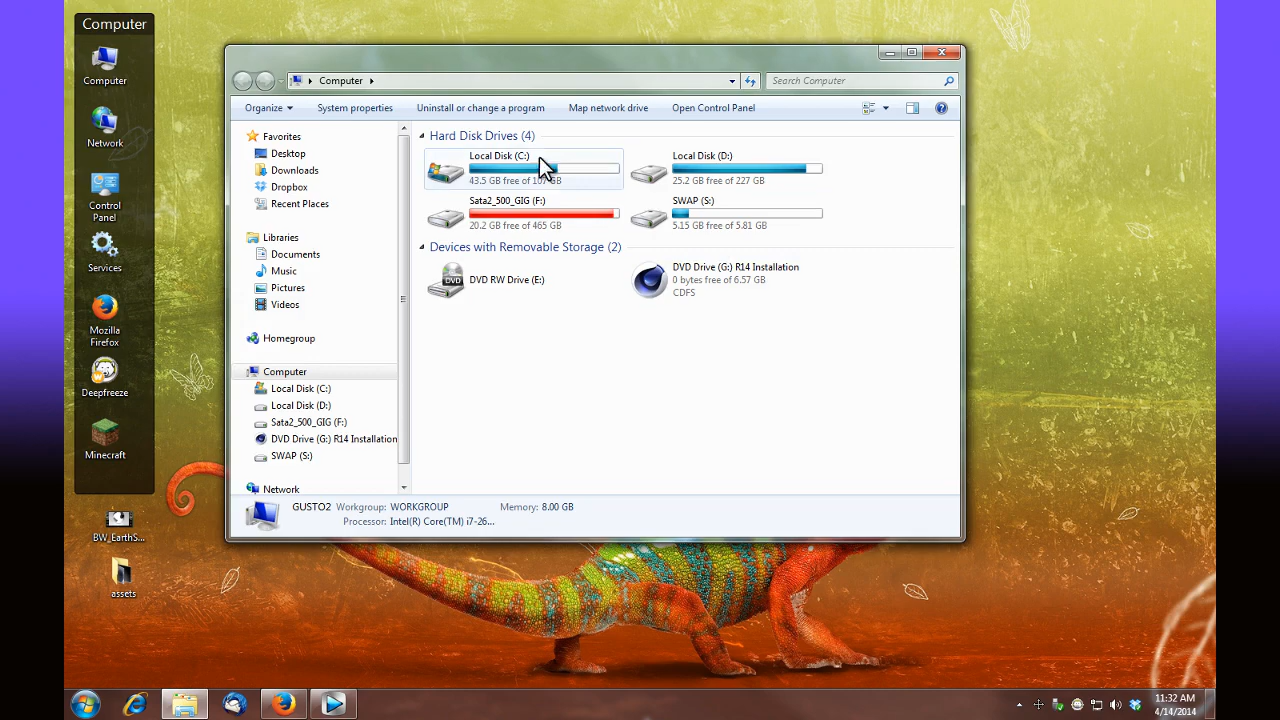 Computer
Computer
Network
Control
Panel
Services
Mozilla
Firefox
Deepfreeze
Minecraft
BW_EarthS...
assets
Computer
Search Computer
Organize
System properties
Uninstall or change a program
Map network drive
Open Control Panel
Favorites
Desktop
Downloads
Dropbox
Recent Places
Libraries
Documents
Music
Pictures
Videos
Homegroup
Computer
Local Disk (C:)
Local Disk (D:)
Sata2_500_GIG (F:)
DVD Drive (G:) R14 Installation
SWAP (S:)
Network
Hard Disk Drives (4)
Local Disk (C:)
43.5 GB free of 107 GB
Local Disk (D:)
25.2 GB free of 227 GB
Sata2_500_GIG (F:)
20.2 GB free of 465 GB
SWAP (S:)
5.15 GB free of 5.81 GB
Devices with Removable Storage (2)
DVD
DVD RW Drive (E:)
DVD Drive (G:) R14 Installation
0 bytes free of 6.57 GB
CDFS
GUSTO2 Workgroup: WORKGROUP Memory: 8.00 GB
Processor: Intel(R) Core(TM) i7-26...
11:32 AM
4/14/2014